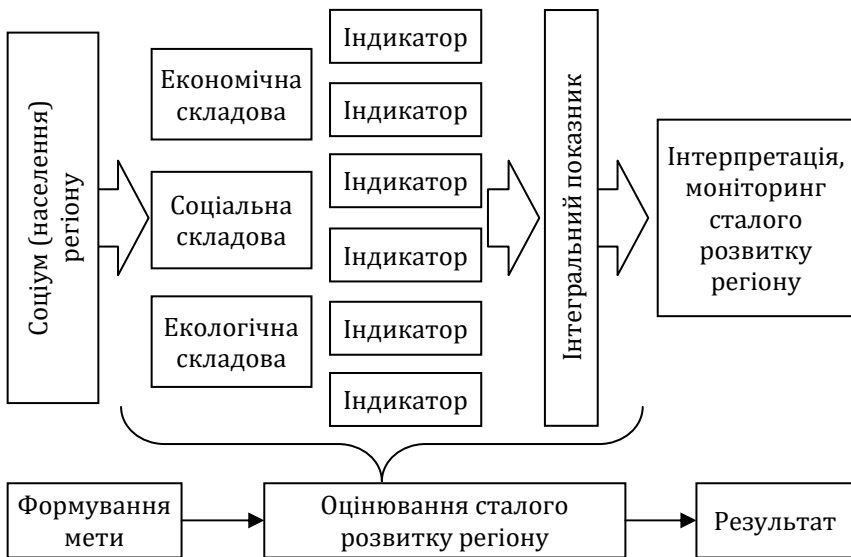 Соціум (населення)
регіону
Економічна
складова
Соціальна
складова
Екологічна
складова
Індикатор
Індикатор
Індикатор
Індикатор
Індикатор
Індикатор
Інтегральний показник
Інтерпретація,
моніторинг
сталого
розвитку
регіону
Формування
мети
Оцінювання сталого
розвитку регіону
Результат